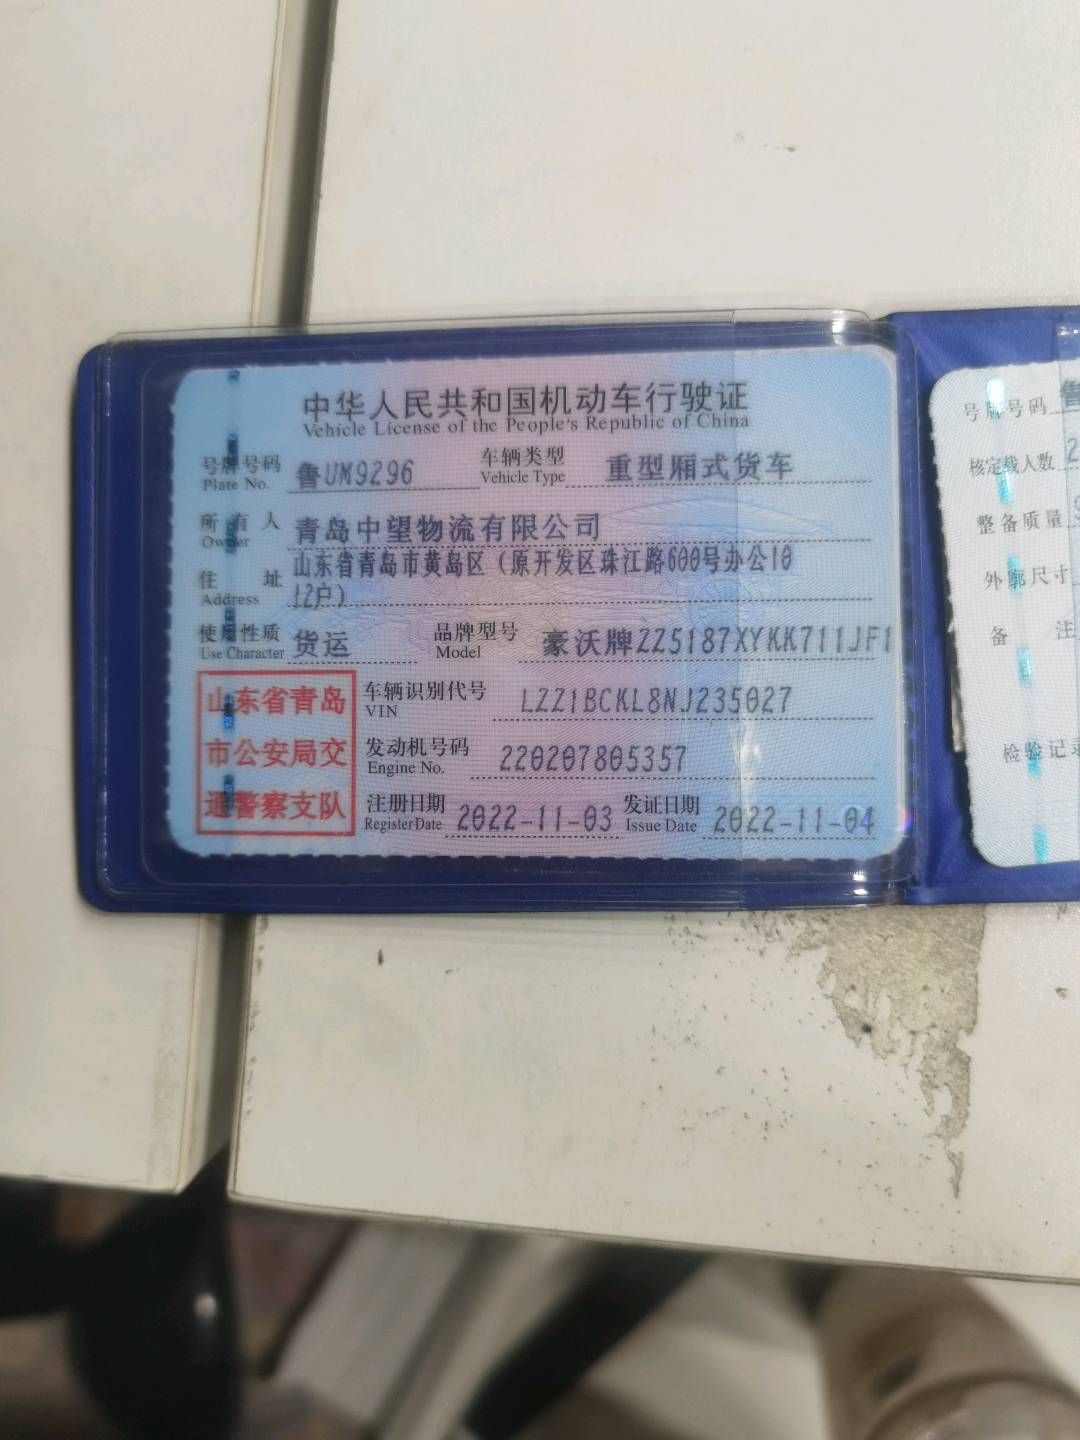 中华人民共和国机动车行驶证
Vehicle License of the People's Republic of China
号牌号码 鲁UM9296 车辆类型 重型厢式货车
Plate No. Vehicle Type
所有人 青岛中望物流有限公司
Owner
住址 山东省青岛市黄岛区（原开发区珠江路600号办公10
Address 12户）
使用性质 货运 品牌型号 豪沃牌ZZ5187XYKK711JF1
Use Character Model
山东省青岛
市公安局交
通警察支队
车辆识别代号 LZZ1BCKL8NJ235027
VIN
发动机号码 220207805357
Engine No.
注册日期 2022-11-03 发证日期 2022-11-04
Register Date Issue Date
号牌号码 鲁
核定载人数 2
整备质量
外廓尺寸
备注
检验记录